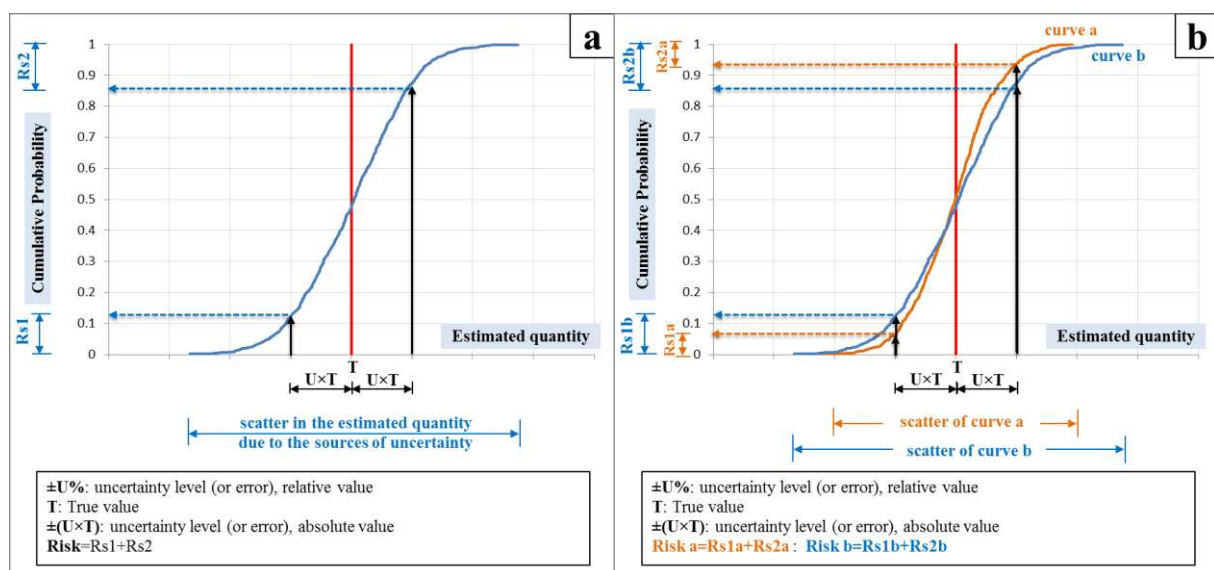 a
Rs2
Rs1
Cumulative Probability
1
0.9
0.8
0.7
0.6
0.5
0.4
0.3
0.2
0.1
0
Estimated quantity
T
U×T
U×T
scatter in the estimated quantity
due to the sources of uncertainty
±U%: uncertainty level (or error), relative value
T: True value
±(U×T): uncertainty level (or error), absolute value
Risk=Rs1+Rs2
b
curve a
curve b
Rs2b
Rs2a
Rs1b
Rs1a
Cumulative Probability
1
0.9
0.8
0.7
0.6
0.5
0.4
0.3
0.2
0.1
0
Estimated quantity
T
U×T
U×T
scatter of curve a
scatter of curve b
±U%: uncertainty level (or error), relative value
T: True value
±(U×T): uncertainty level (or error), absolute value
Risk a=Rs1a+Rs2a : Risk b=Rs1b+Rs2b